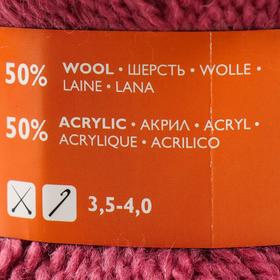 50% WOOL • ШЕРСТЬ • WOLLE •
LAINE • LANA
50% ACRYLIC • АКРИЛ • ACRYL •
ACRYLIQUE • ACRILICO
3,5-4,0